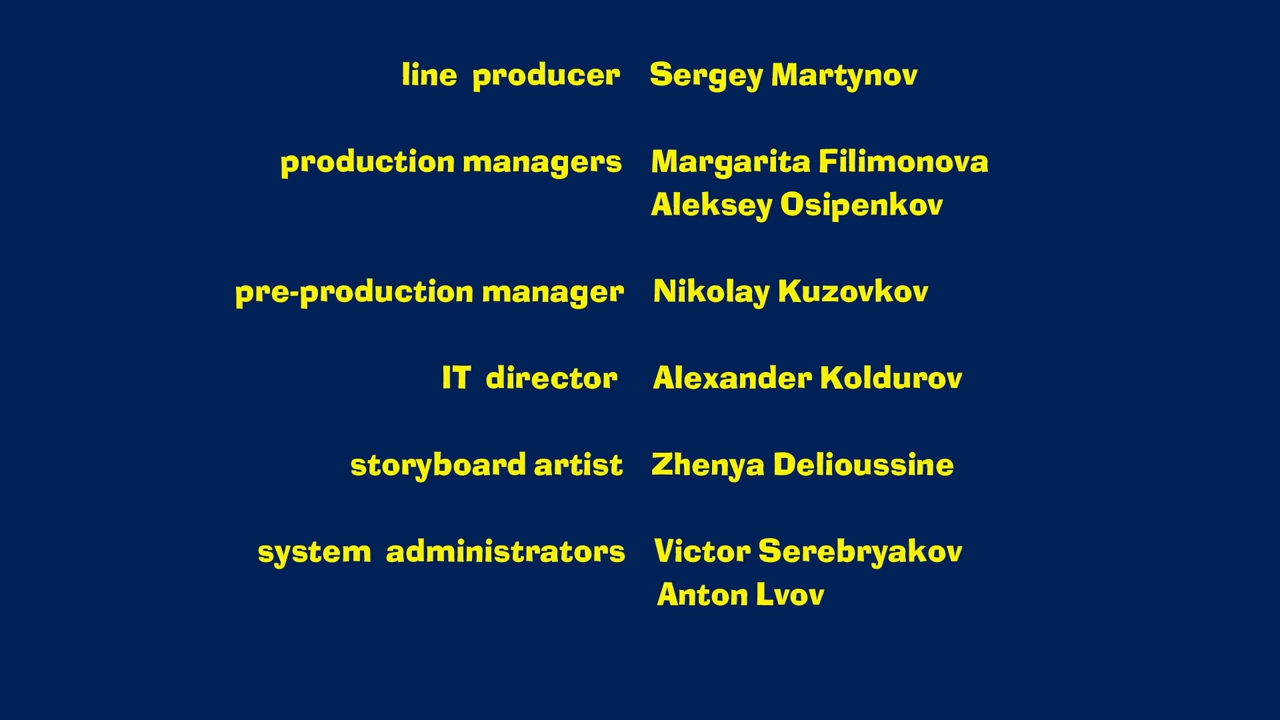 line producer Sergey Martynov
production managers Margarita Filimonova
Aleksey Osipenkov
pre-production manager Nikolay Kuzovkov
IT director Alexander Koldurov
storyboard artist Zhenya Delioussine
system administrators Victor Serebryakov
Anton Lvov